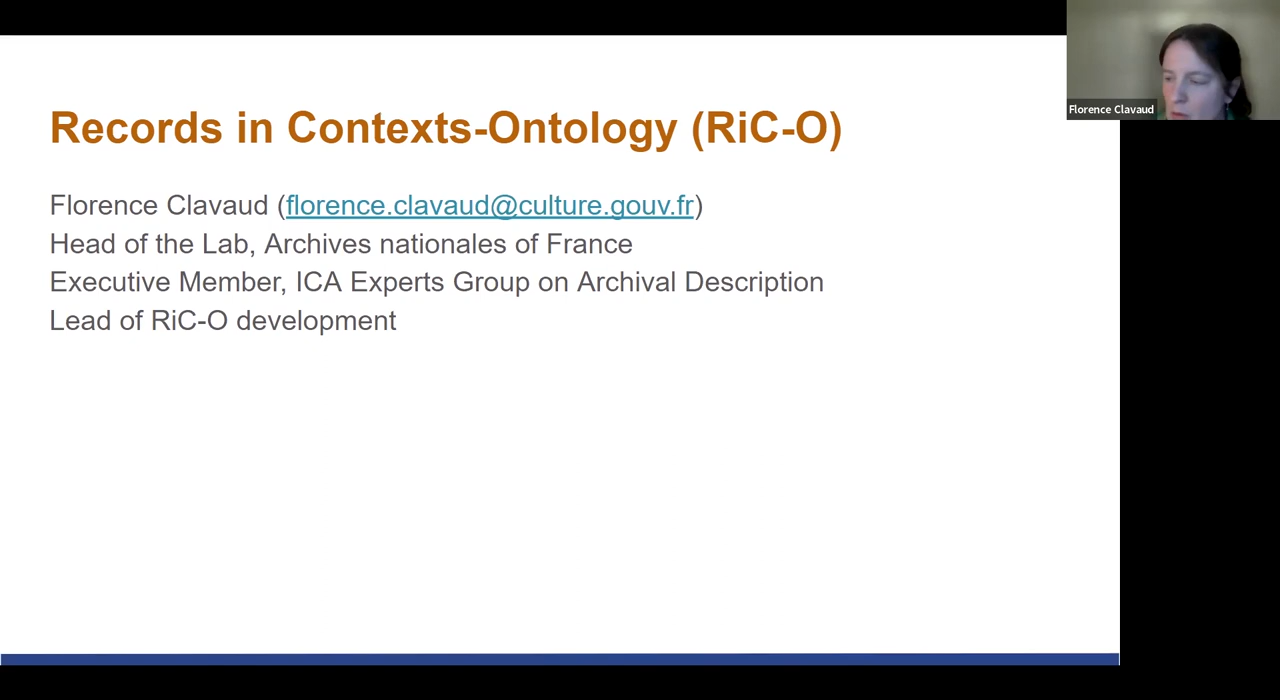 Records in Contexts-Ontology (RiC-O)
Florence Clavaud (florence.clavaud@culture.gouv.fr)
Head of the Lab, Archives nationales of France
Executive Member, ICA Experts Group on Archival Description
Lead of RiC-O development
Florence Clavaud